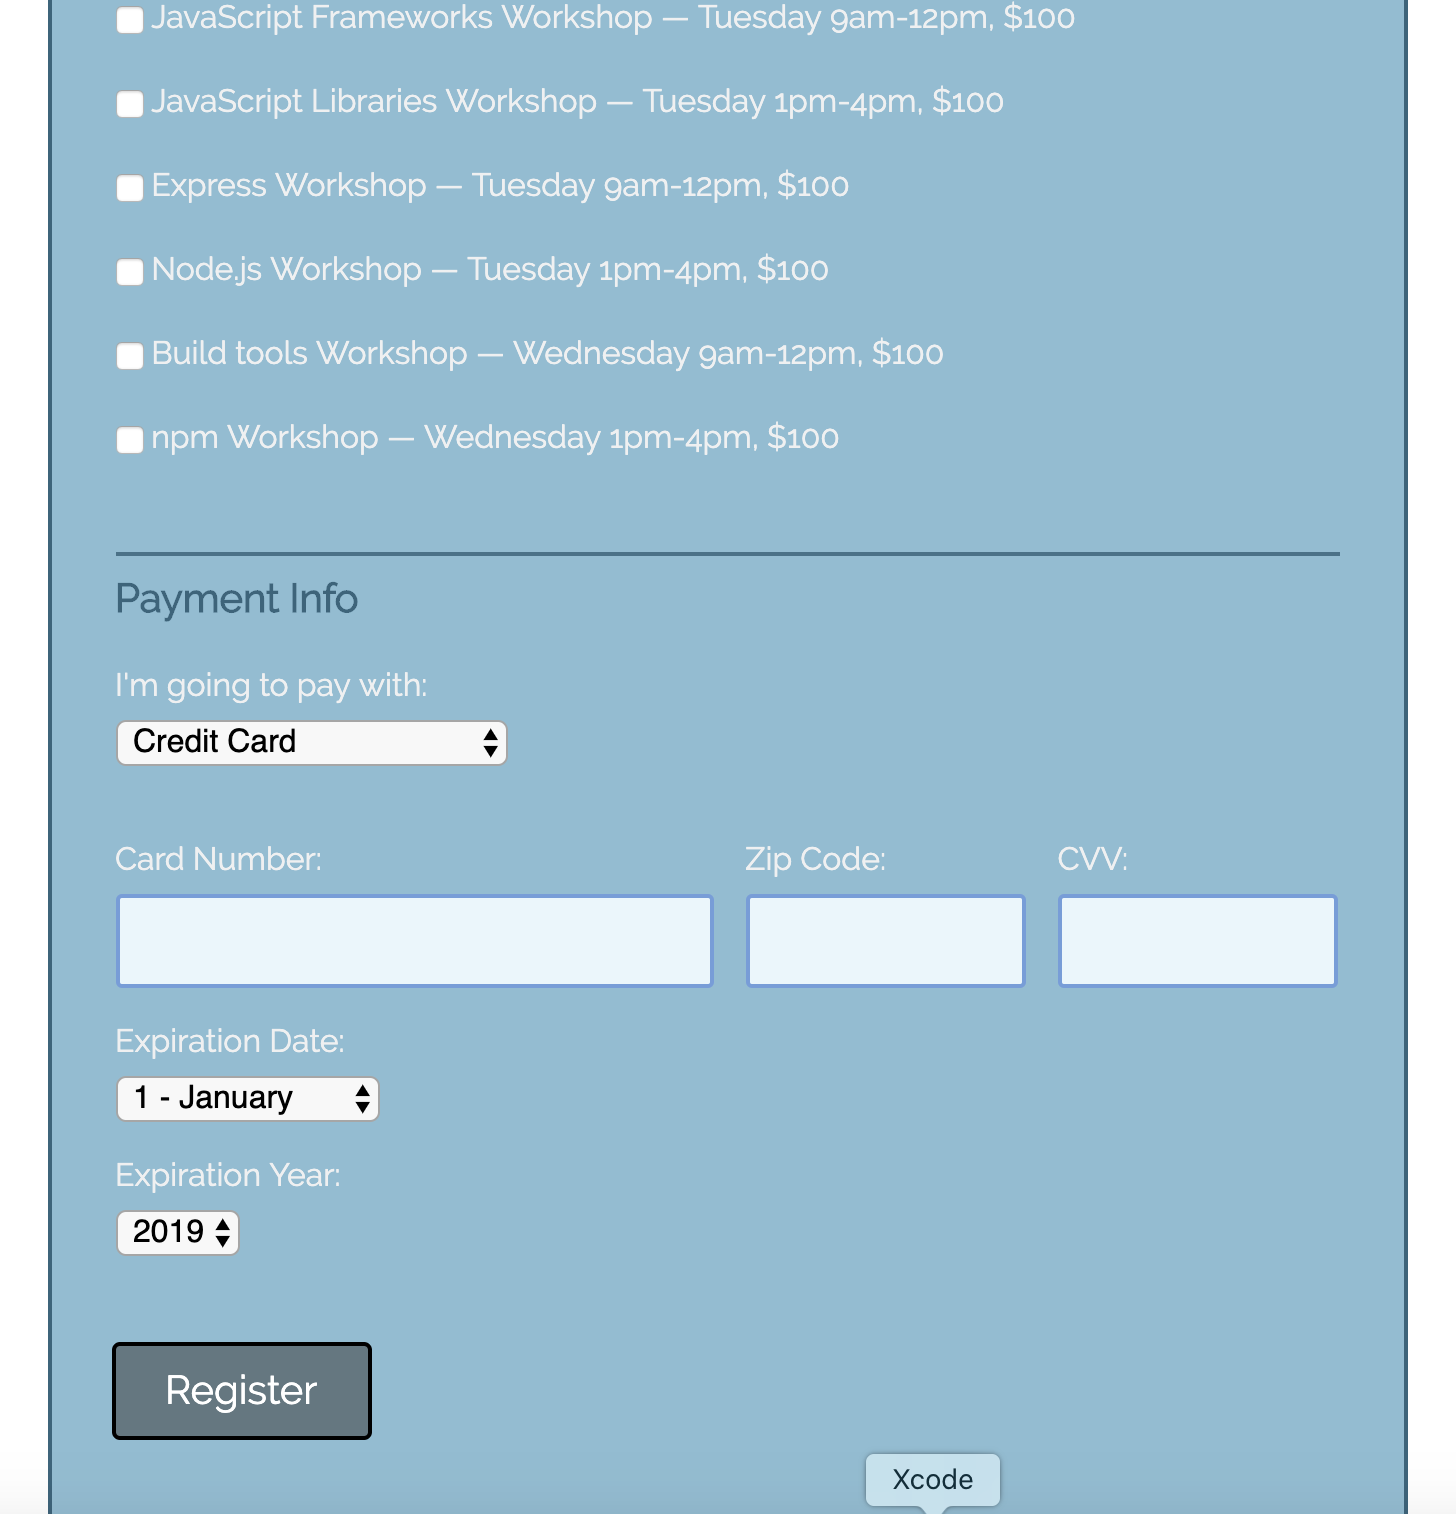 JavaScript Frameworks Workshop — Tuesday 9am-12pm, $100
JavaScript Libraries Workshop — Tuesday 1pm-4pm, $100
Express Workshop — Tuesday 9am-12pm, $100
Node.js Workshop — Tuesday 1pm-4pm, $100
Build tools Workshop — Wednesday 9am-12pm, $100
npm Workshop — Wednesday 1pm-4pm, $100
Payment Info
I'm going to pay with:
Credit Card
Card Number: Zip Code: CVV:
Expiration Date:
1 - January
Expiration Year:
2019
Register
Xcode